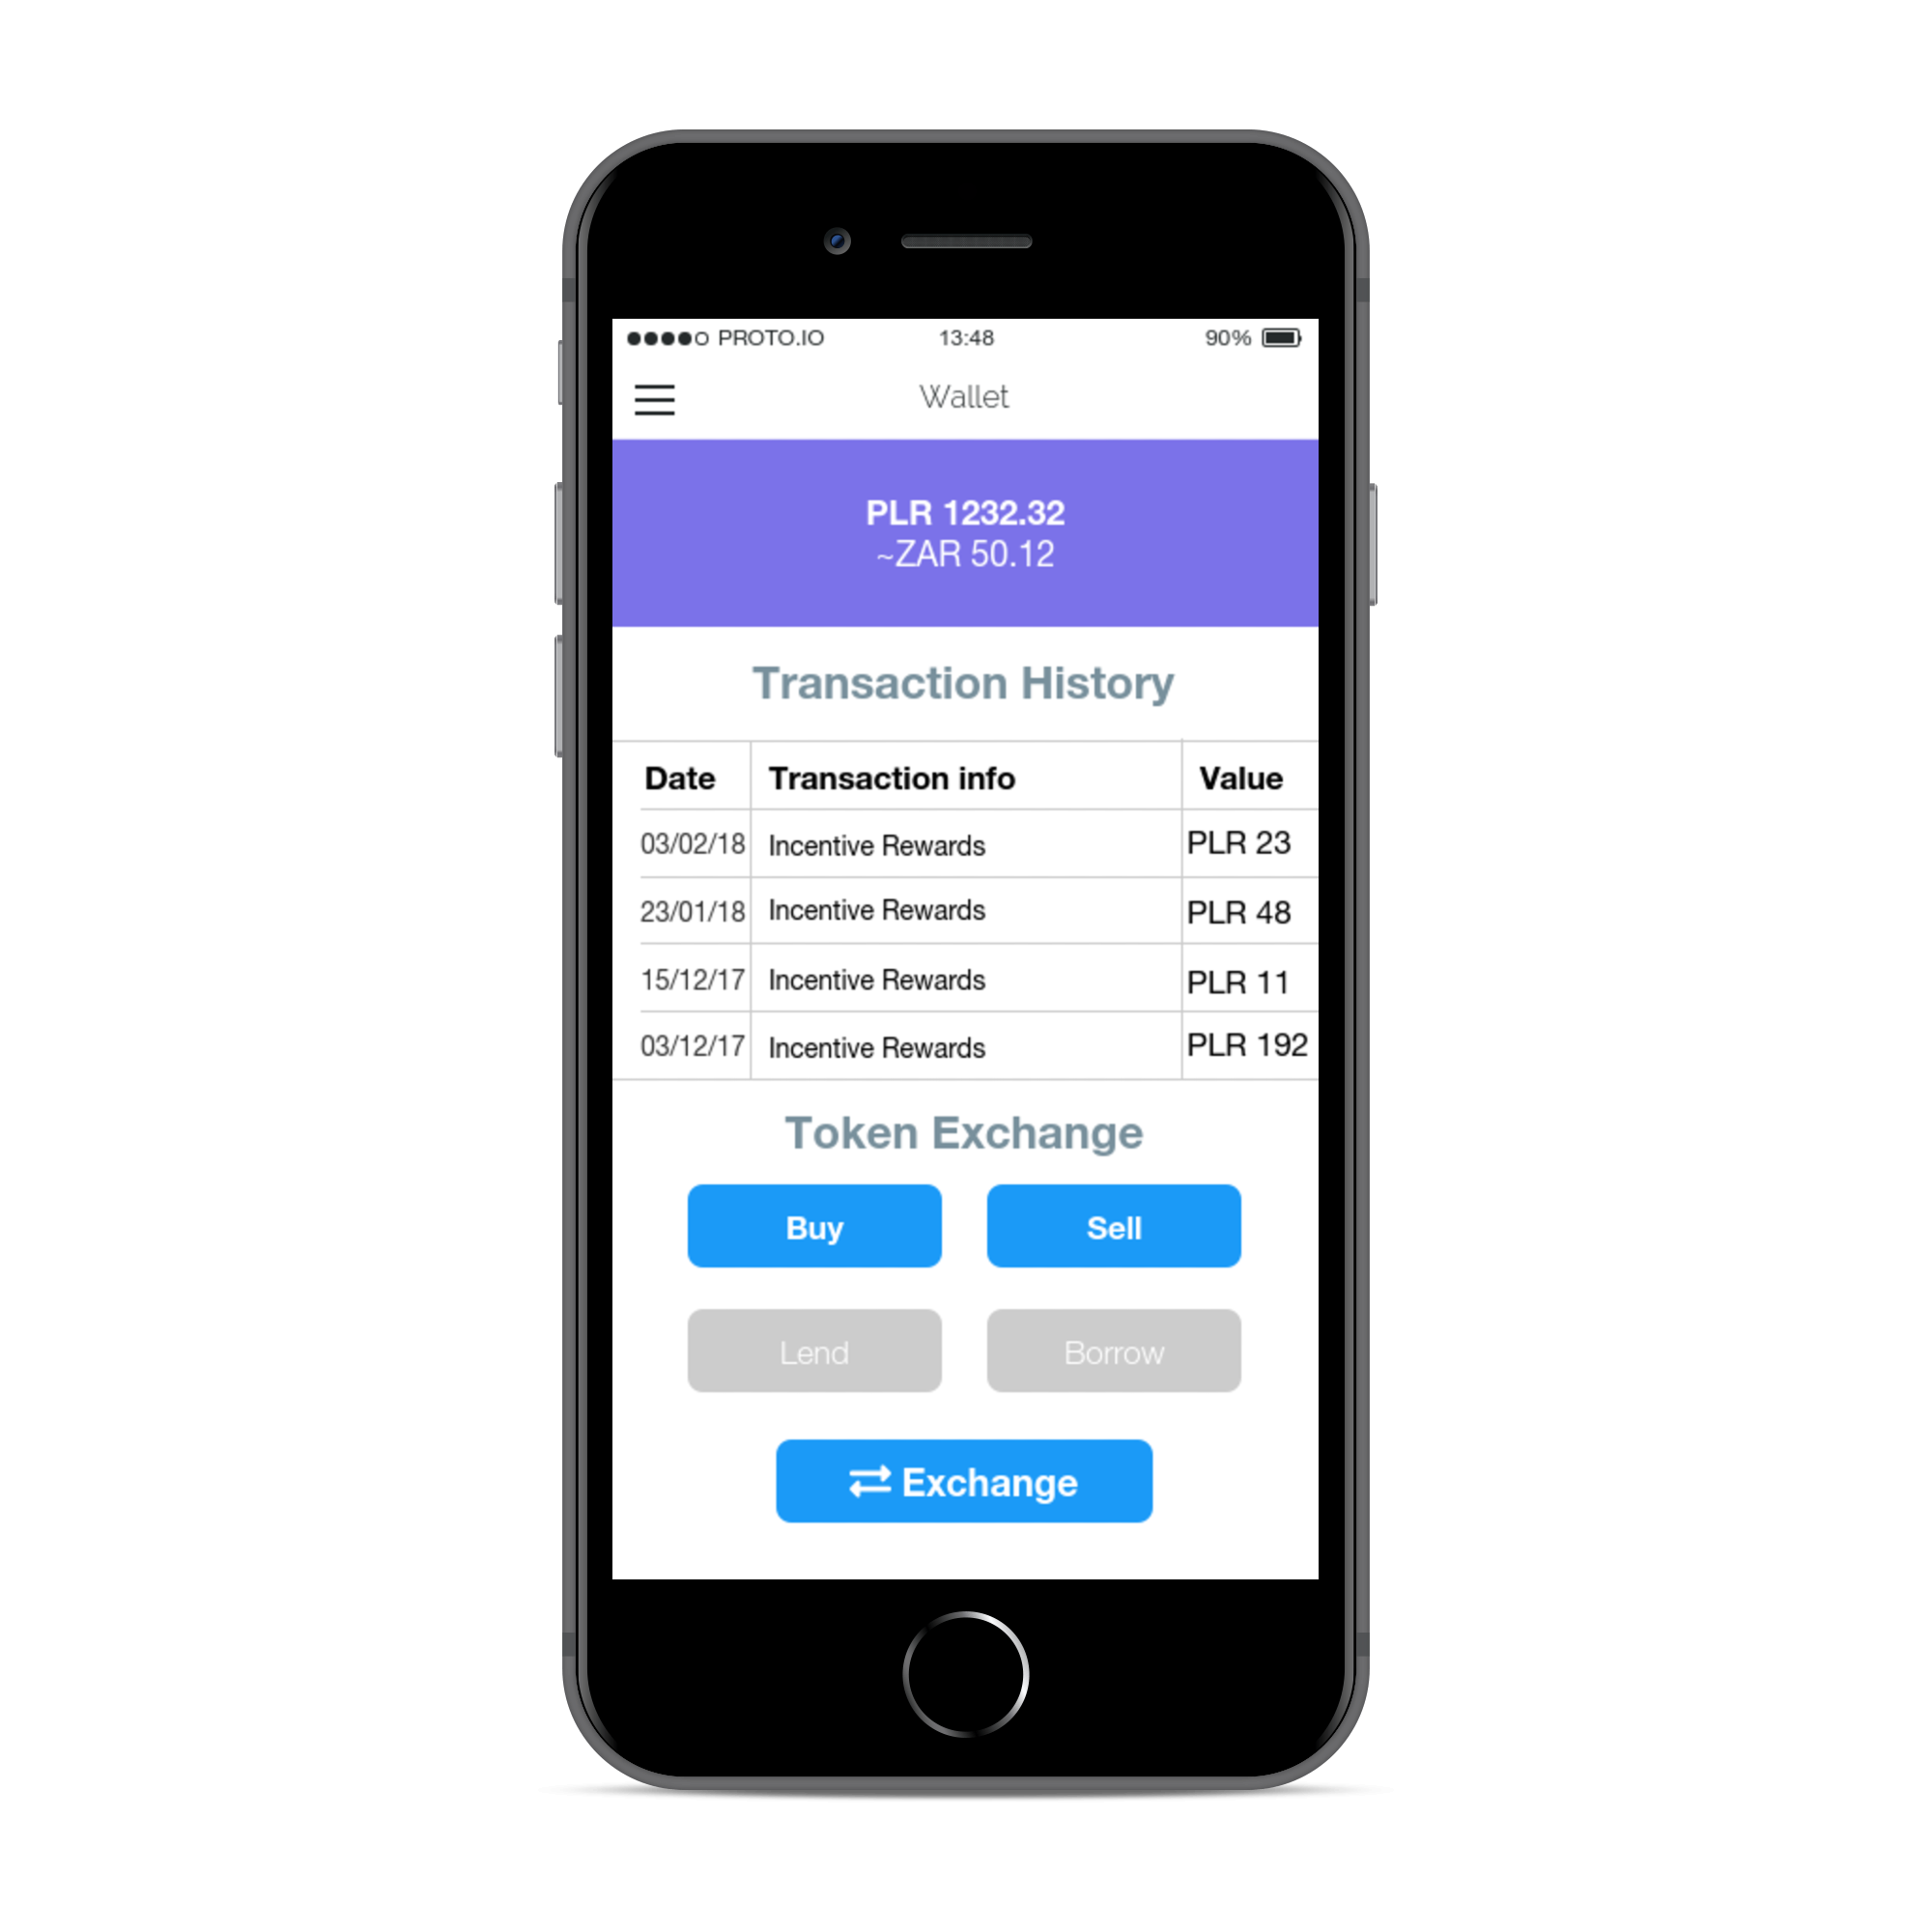 PROTO.IO 13:48 90%
Wallet
PLR 1232.32
~ZAR 50.12
Transaction History
Date Transaction info Value
03/02/18 Incentive Rewards PLR 23
23/01/18 Incentive Rewards PLR 48
15/12/17 Incentive Rewards PLR 11
03/12/17 Incentive Rewards PLR 192
Token Exchange
Buy Sell
Lend Borrow
Exchange